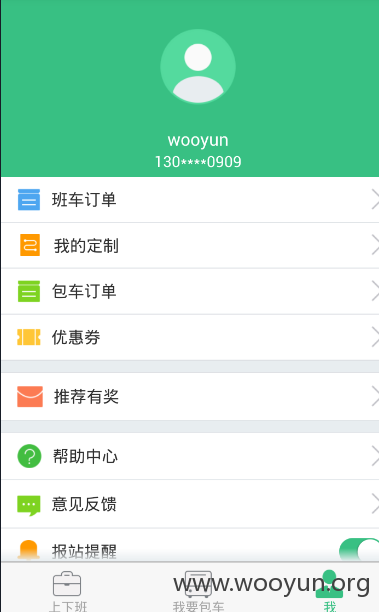 wooyun
130****0909
班车订单
我的定制
包车订单
优惠券
推荐有奖
帮助中心
意见反馈
报站提醒
上下班
我要包车
我
www.wooyun.org